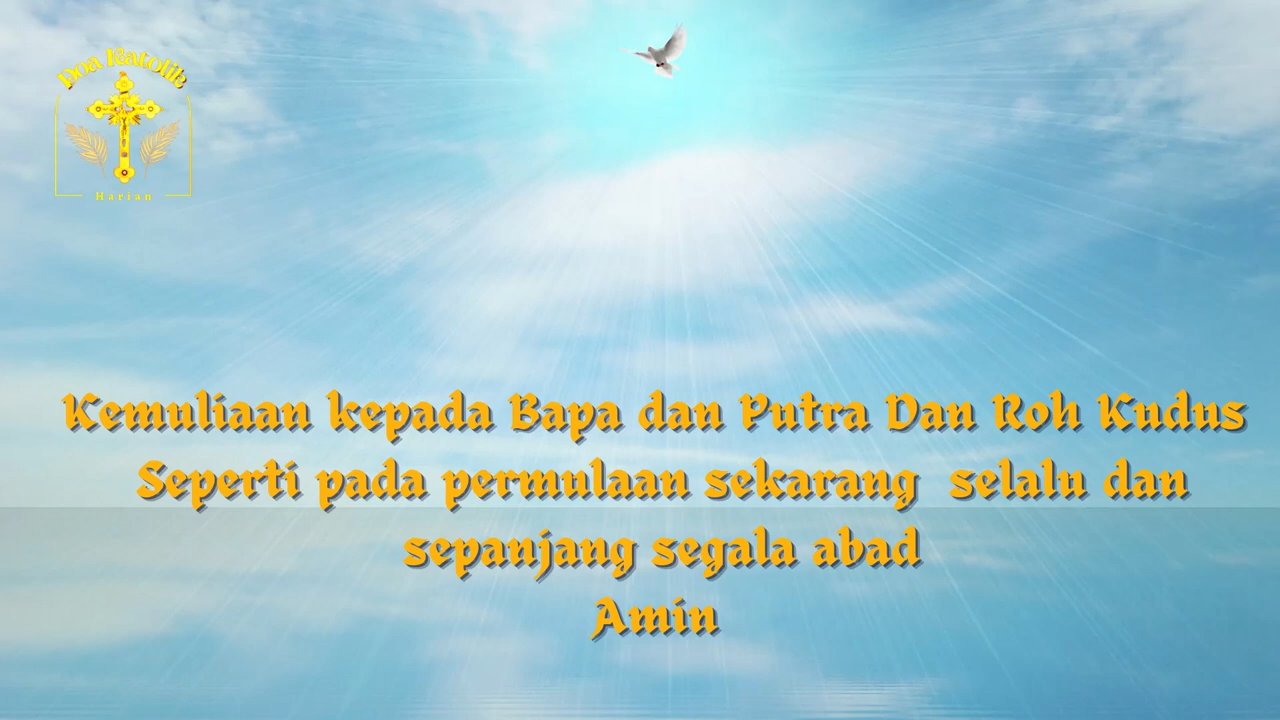 Doa Katolik
Harian
Kemuliaan kepada Bapa dan Putra Dan Roh Kudus
Seperti pada permulaan sekarang  selalu dan
sepanjang segala abad
Amin